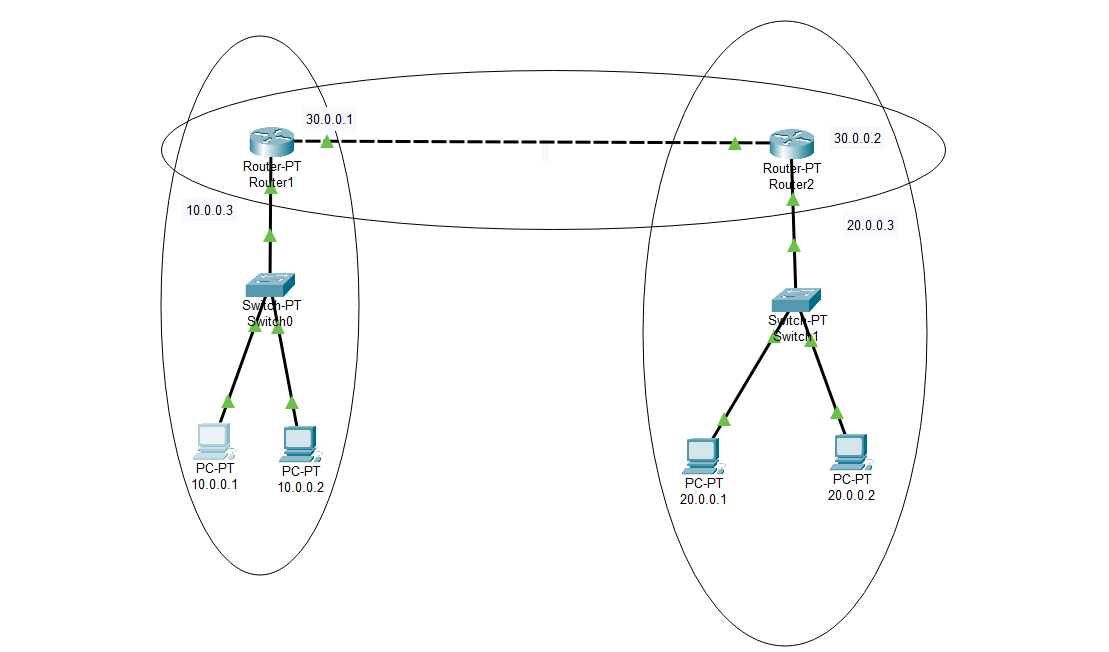 30.0.0.1
30.0.0.2
Router-PT
Router1
Router-PT
Router2
10.0.0.3
20.0.0.3
Switch-PT
Switch0
Switch-PT
Switch1
PC-PT
10.0.0.1
PC-PT
10.0.0.2
PC-PT
20.0.0.1
PC-PT
20.0.0.2